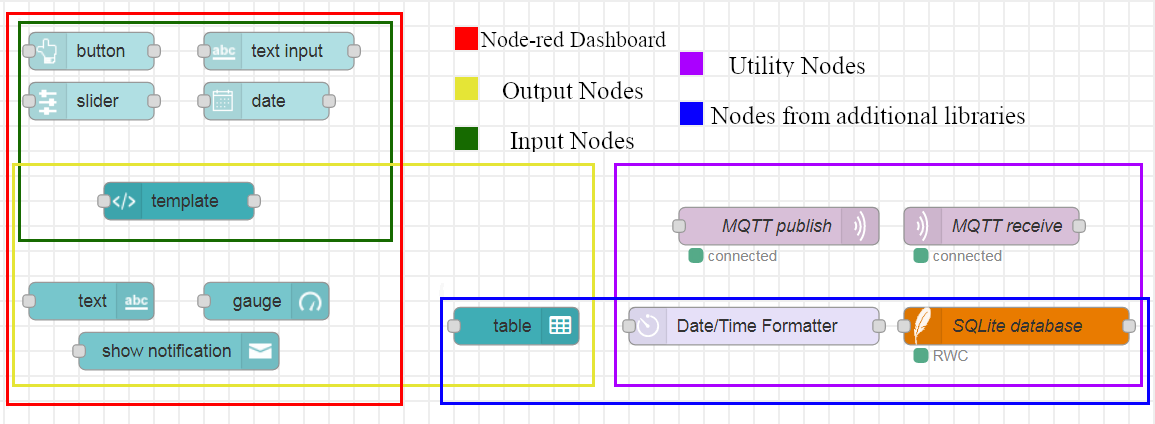 button
text input
slider
date
template
text
gauge
show notification
Node-red Dashboard
Output Nodes
Input Nodes
Utility Nodes
Nodes from additional libraries
MQTT publish
connected
MQTT receive
connected
table
Date/Time Formatter
SQLite database
RWC
abc
abc